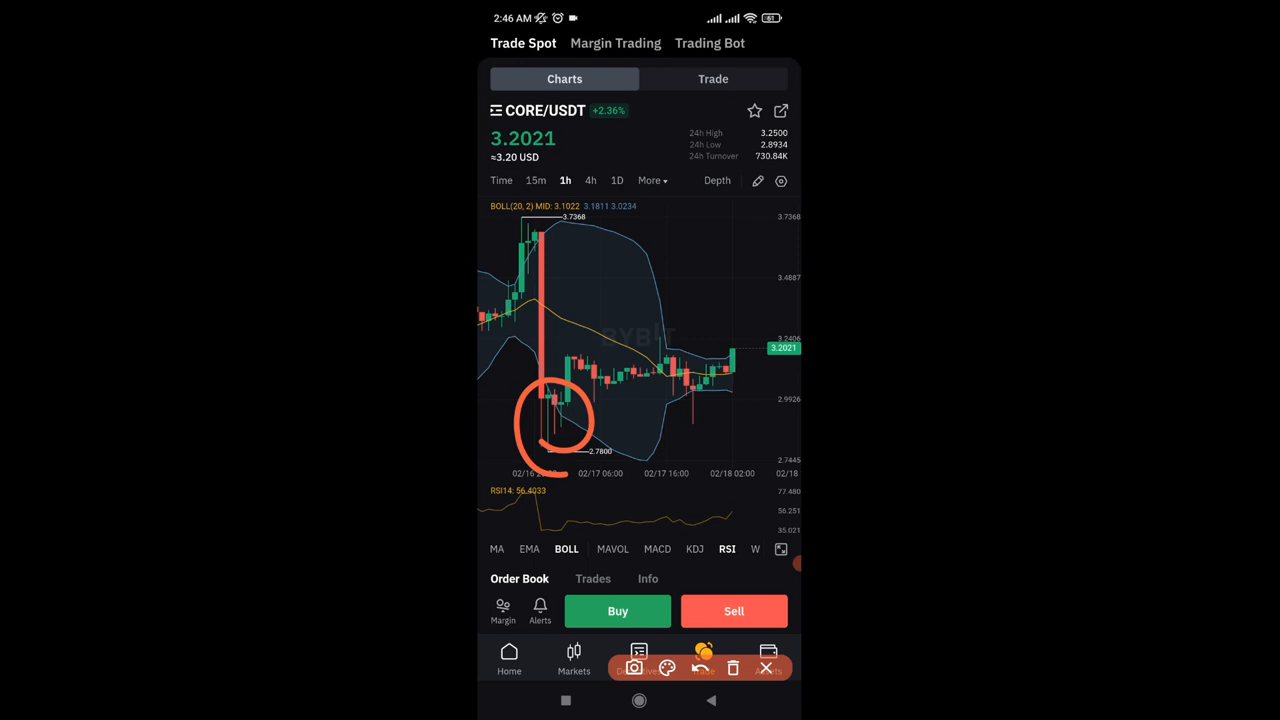 2:46 AM 61
Trade Spot Margin Trading Trading Bot
Charts Trade
CORE/USDT +2.36%
3.2021
≈3.20 USD
24h High 3.2500
24h Low 2.8934
24h Turnover 730.84K
Time 15m 1h 4h 1D More Depth
BOLL(20, 2) MID: 3.1022 3.1811 3.0234
3.7368 3.7368
3.4887
3.2406
BYBIT
3.2021
2.9926
2.7800
2.7445
02/16 02/17 06:00 02/17 16:00 02/18 02:00 02/18
RSI14: 56.4033
77.480
56.251
35.021
MA EMA BOLL MAVOL MACD KDJ RSI W
Order Book Trades Info
Margin Alerts Buy Sell
Home Markets